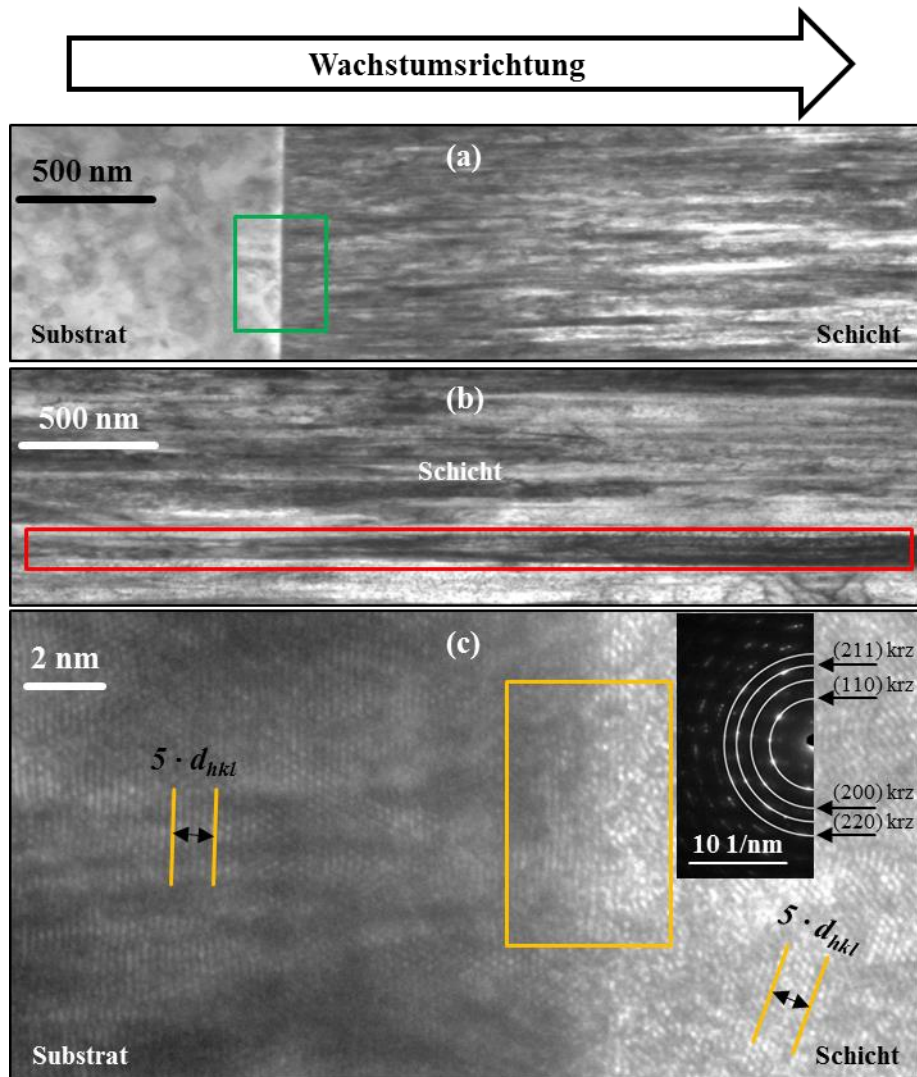 Wachstumsrichtung
(a)
500 nm
Substrat
Schicht
(b)
500 nm
Schicht
(c)
2 nm
(211) krz
(110) krz
5 · dhkl
(200) krz
(220) krz
10 1/nm
5 · dhkl
Substrat
Schicht